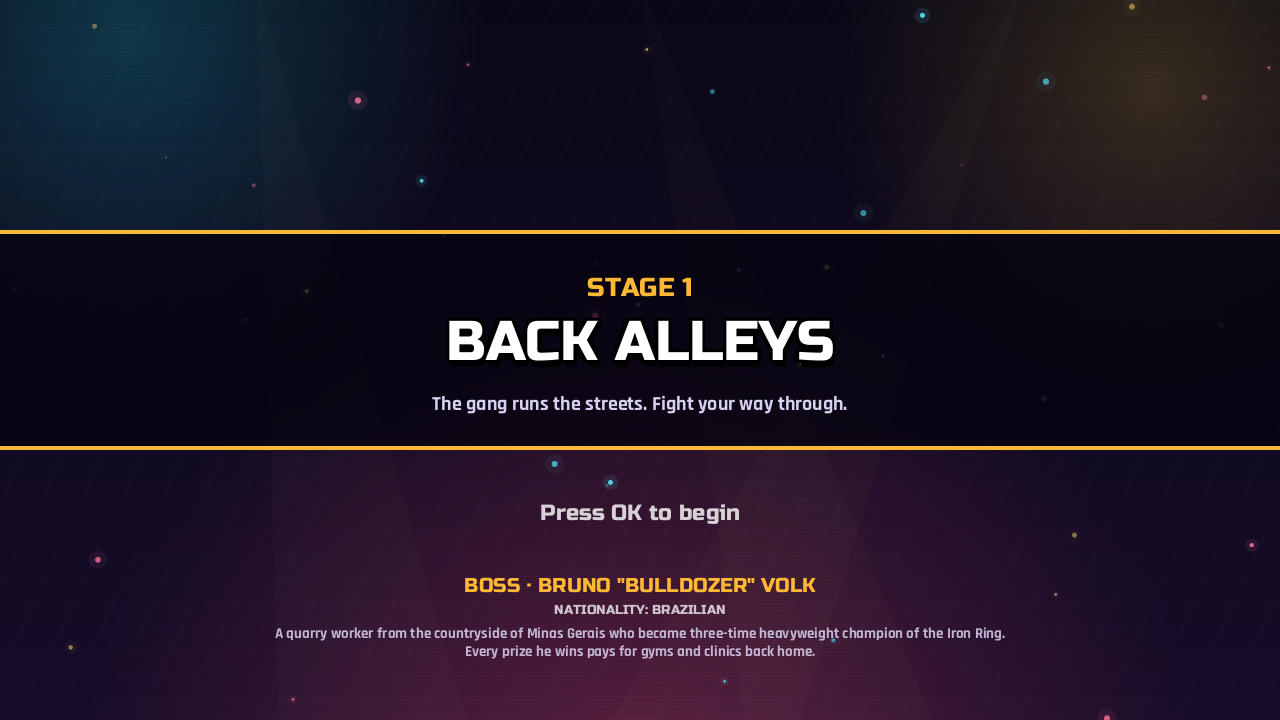 STAGE 1
BACK ALLEYS
The gang runs the streets. Fight your way through.
Press OK to begin
BOSS · BRUNO "BULLDOZER" VOLK
NATIONALITY: BRAZILIAN
A quarry worker from the countryside of Minas Gerais who became three-time heavyweight champion of the Iron Ring.
Every prize he wins pays for gyms and clinics back home.